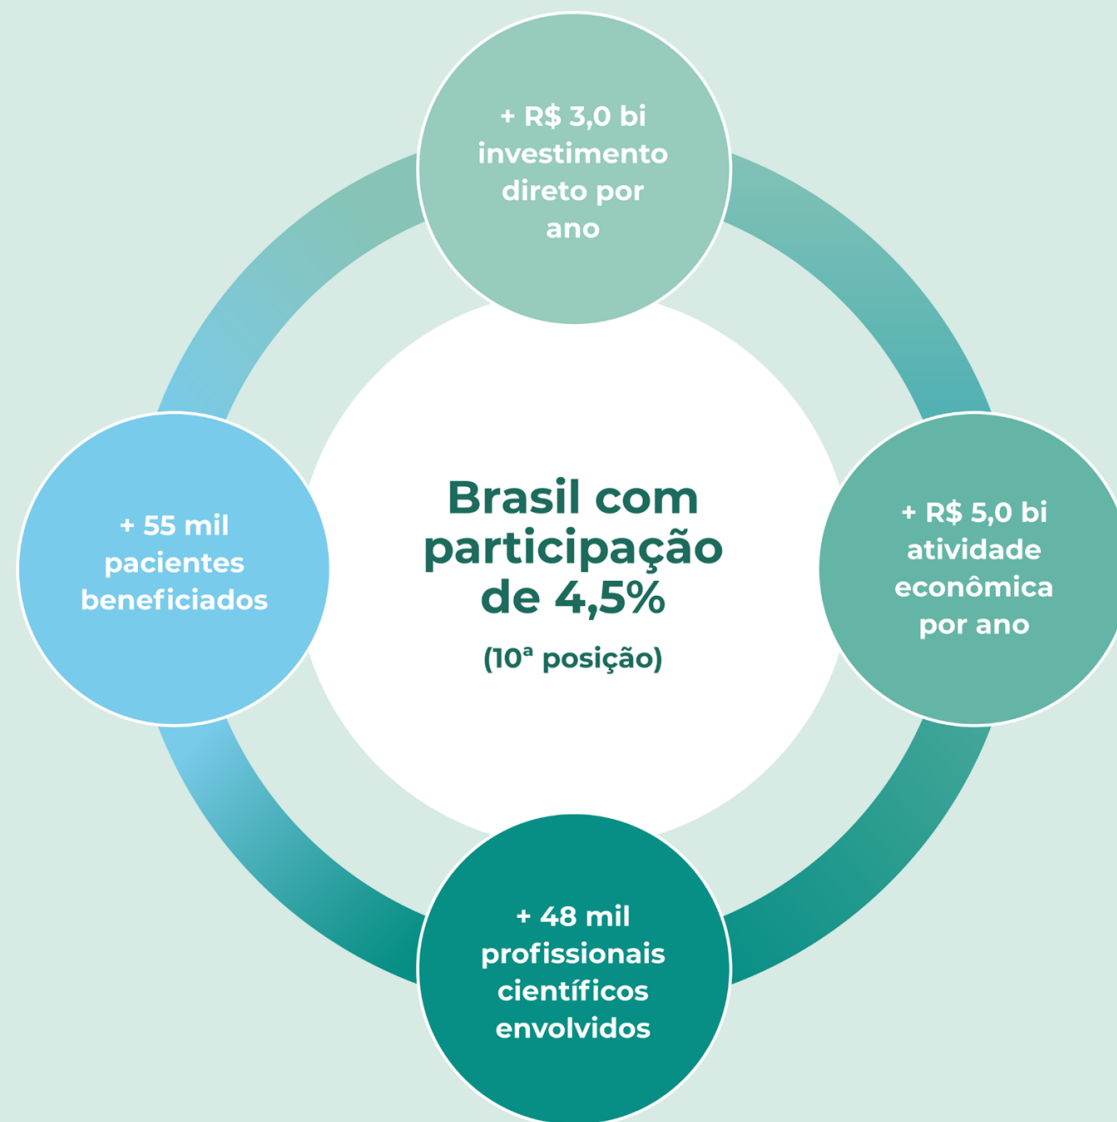 + R$ 3,0 bi
investimento
direto por
ano
Brasil com
participação
de 4,5%
(10ª posição)
+ 55 mil
pacientes
beneficiados
+ R$ 5,0 bi
atividade
econômica
por ano
+ 48 mil
profissionais
científicos
envolvidos